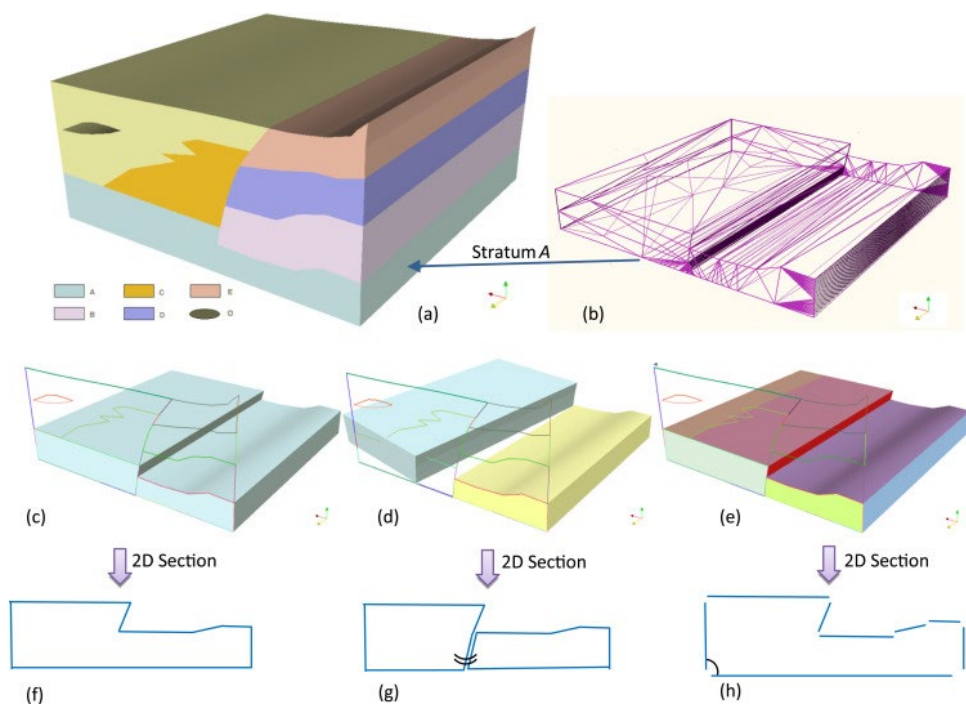 Stratum A
A
C
E
B
D
O
(a)
(b)
(c)
(d)
(e)
2D Section
2D Section
2D Section
(f)
(g)
(h)